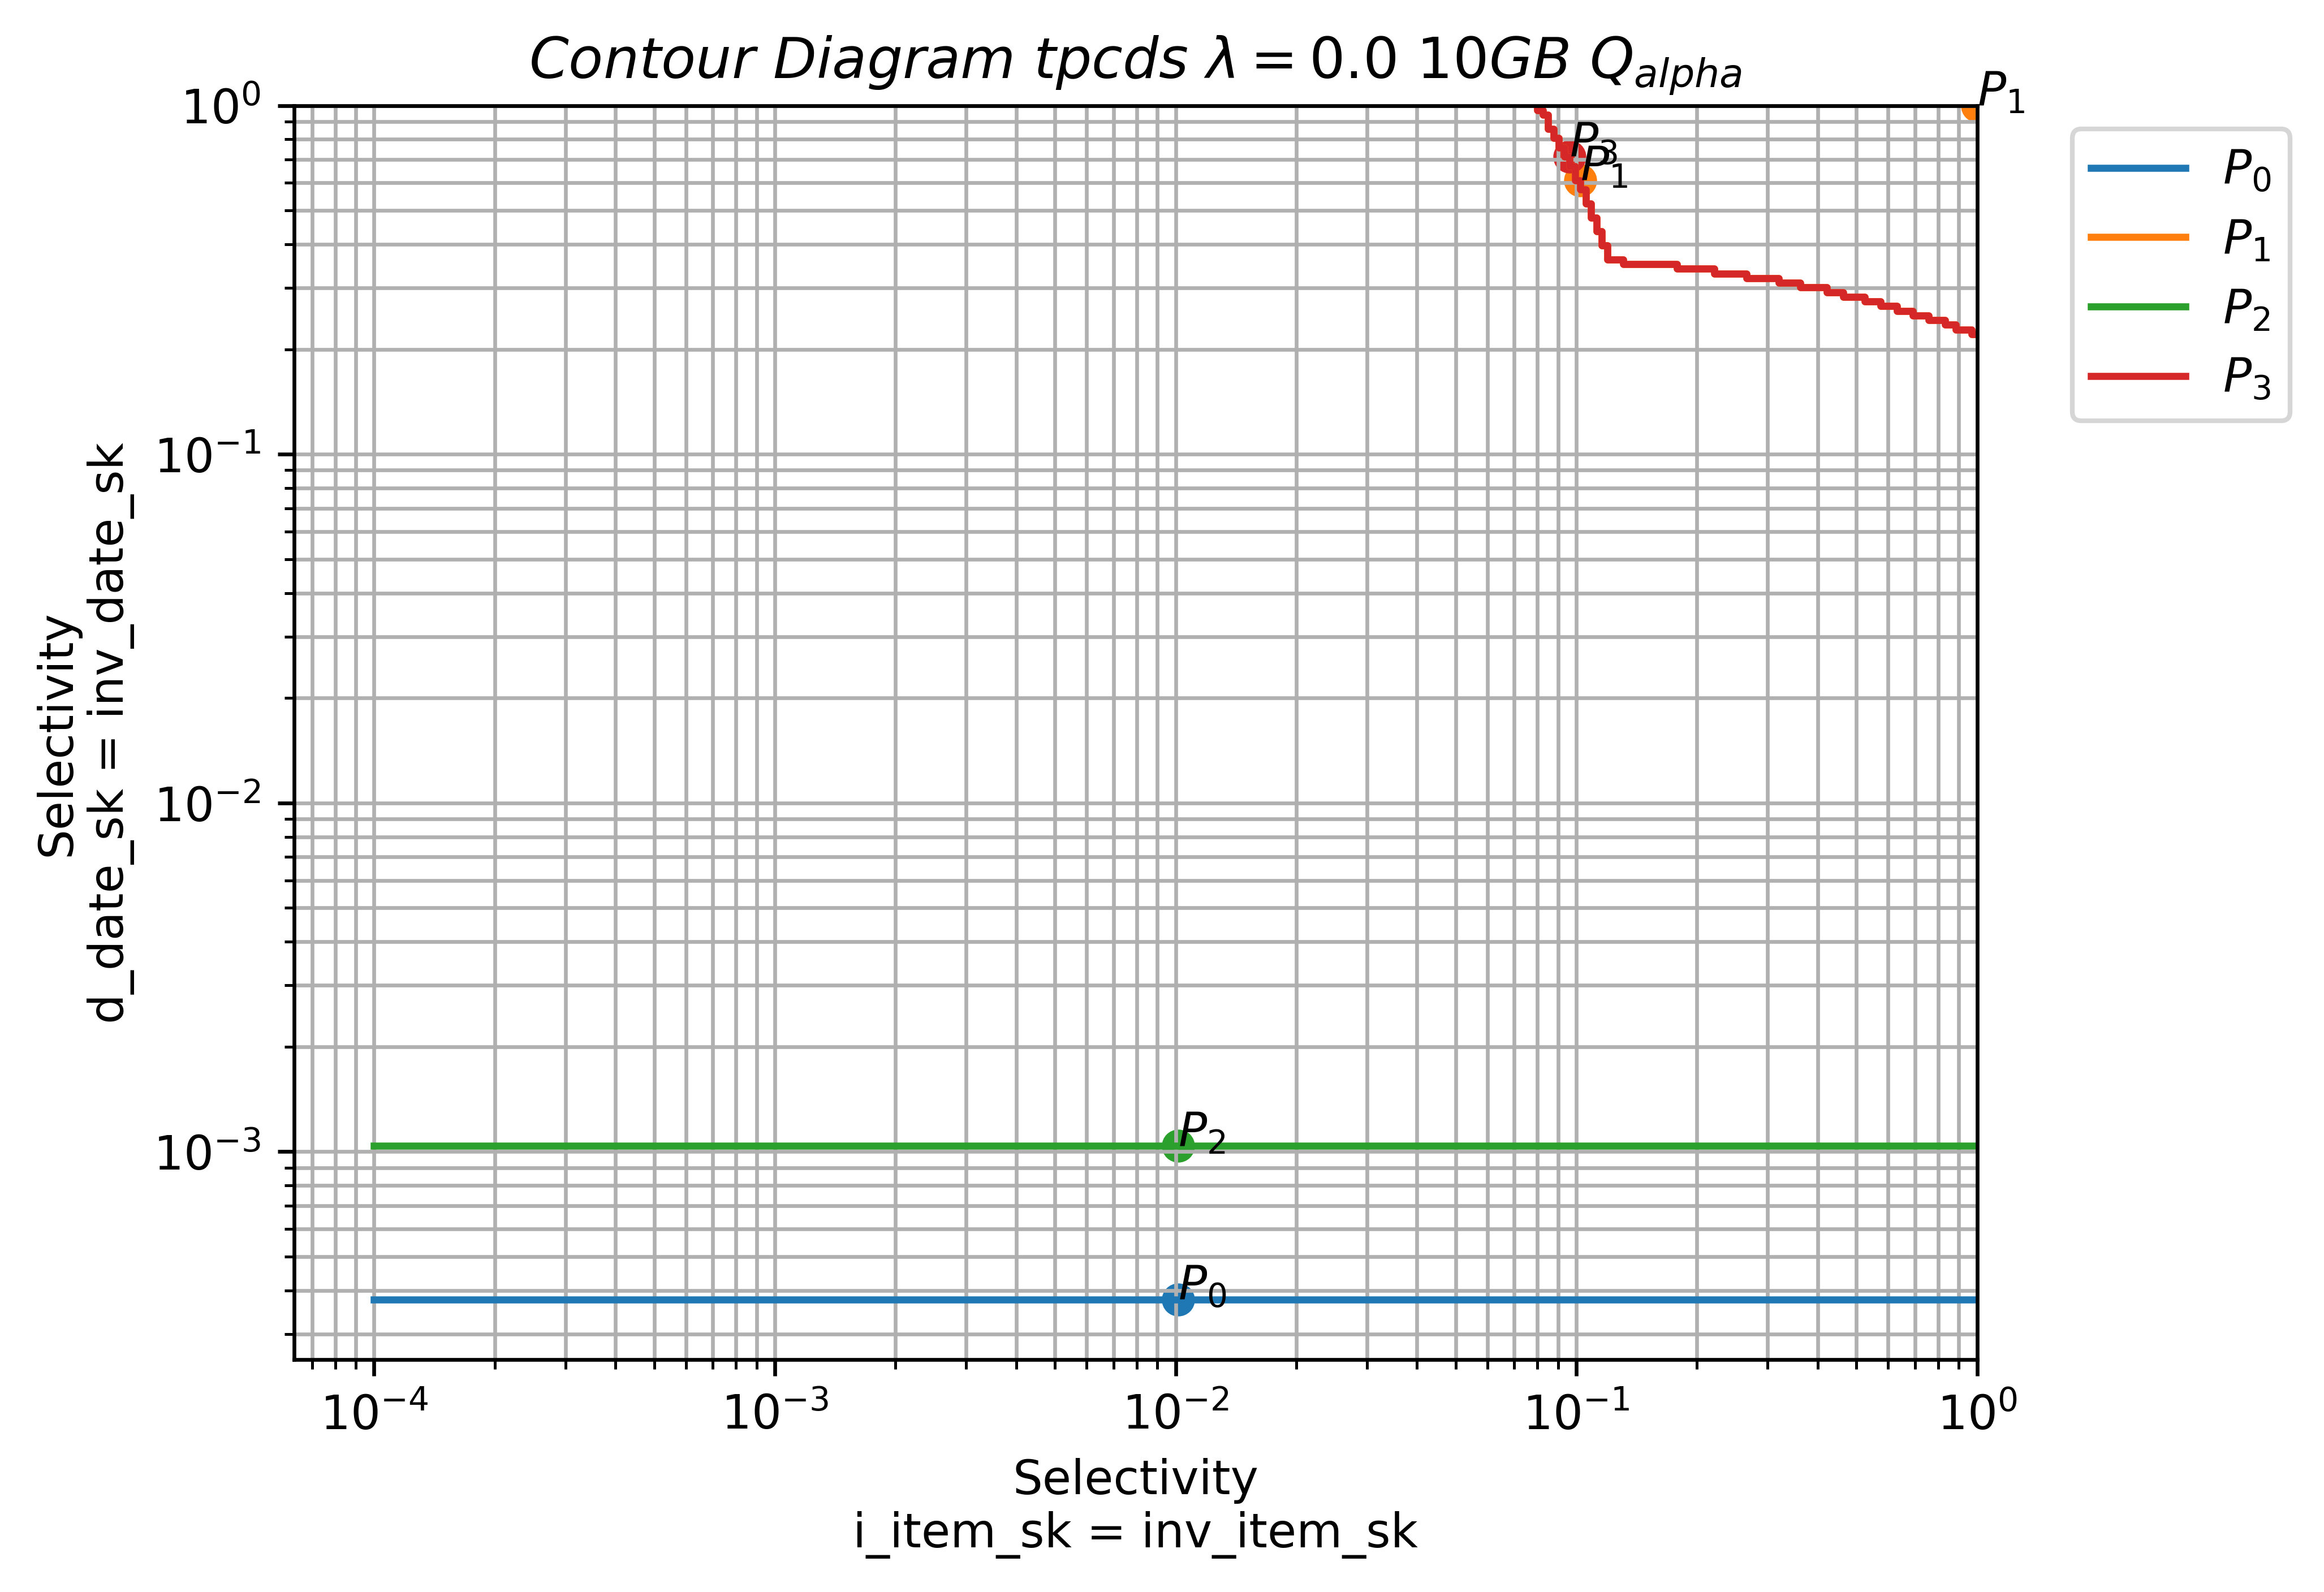 Contour Diagram tpcds λ = 0.0 10GB Q_alpha
P_1
10^0
P_3
P_1
P_0
P_1
P_2
P_3
10^−1
10^−2
10^−3
Selectivity
d_date_sk = inv_date_sk
P_2
P_0
10^−4
10^−3
10^−2
10^−1
10^0
Selectivity
i_item_sk = inv_item_sk